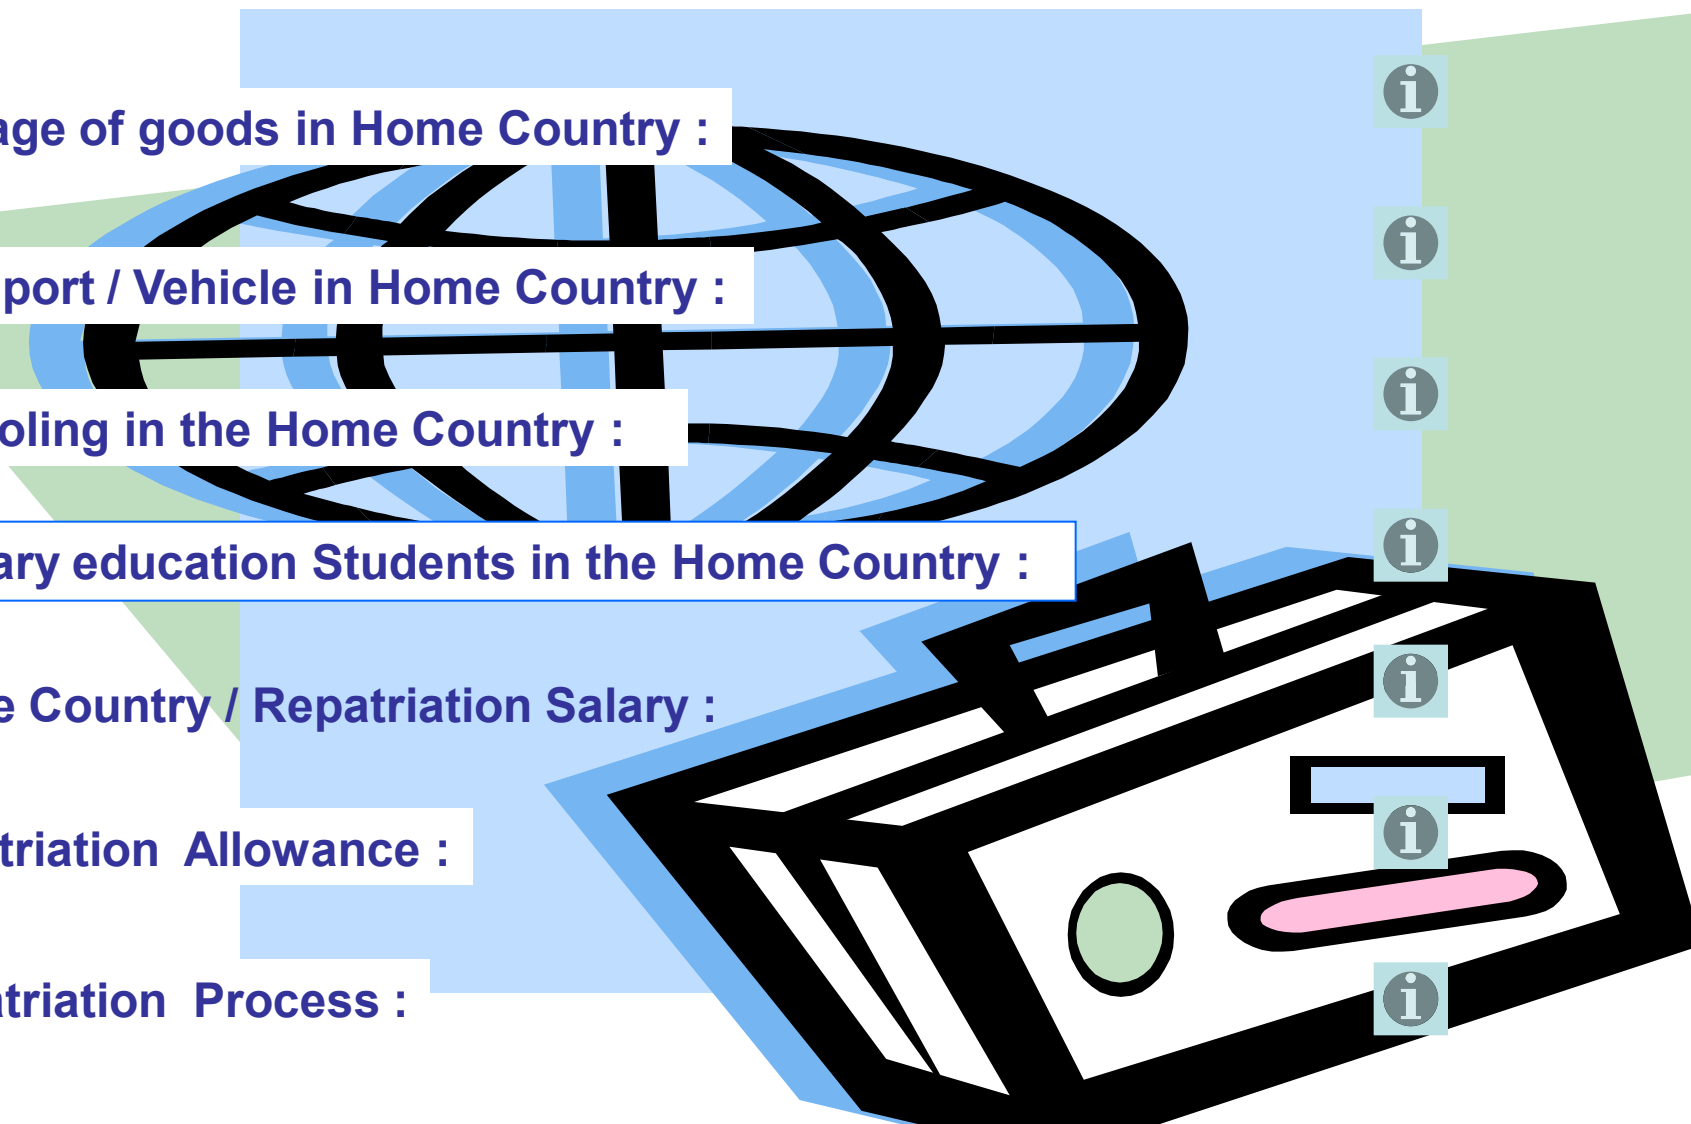 age of goods in Home Country :
port / Vehicle in Home Country :
oling in the Home Country :
ary education Students in the Home Country :
e Country / Repatriation Salary :
triation Allowance :
atriation Process :